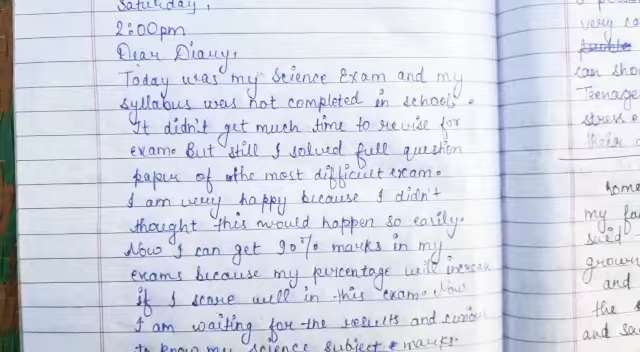 Saturday,
2:00pm
Dear Diary,
Today was my Science Exam and my
syllabus was not completed in school.
It didn't get much time to revise for
exam. But still I solved full question
paper of the most difficult exam.
I am very happy because I didn't
thought this would happen so easily.
Now I can get 90% marks in my
exams because my percentage will increase
if I score well in this exam. Now
I am waiting for the results and
to know my science subject marks.
very
can sho
Teenage
stress
their
Some
my fa
said
grown
and
the
and sa